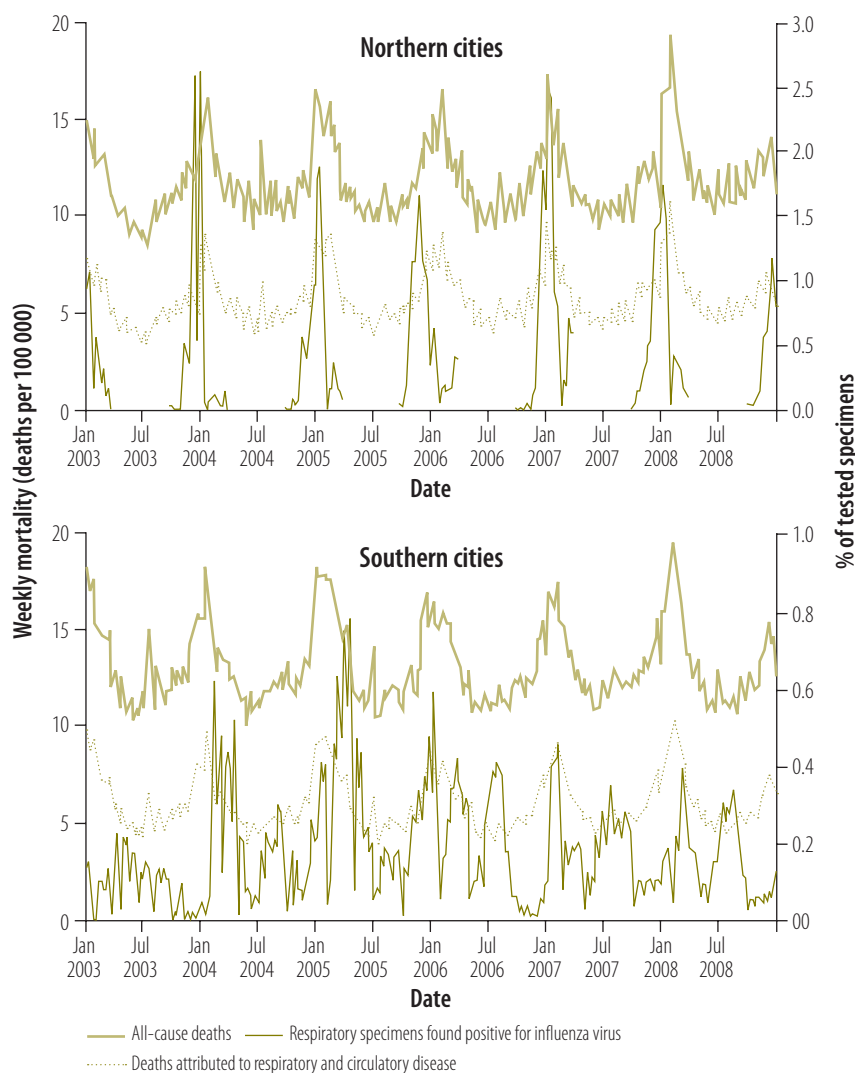 Northern cities
20
15
10
5
0
3.0
2.5
2.0
1.5
1.0
0.5
0.0
Jan Jul Jan Jul Jan Jul Jan Jul Jan Jul Jan Jul
2003 2003 2004 2004 2005 2005 2006 2006 2007 2007 2008 2008
Date
Weekly mortality (deaths per 100 000)
% of tested specimens
Southern cities
20
15
10
5
0
1.0
0.8
0.6
0.4
0.2
00
Jan Jul Jan Jul Jan Jul Jan Jul Jan Jul Jan Jul
2003 2003 2004 2004 2005 2005 2006 2006 2007 2007 2008 2008
Date
All-cause deaths Respiratory specimens found positive for influenza virus
Deaths attributed to respiratory and circulatory disease